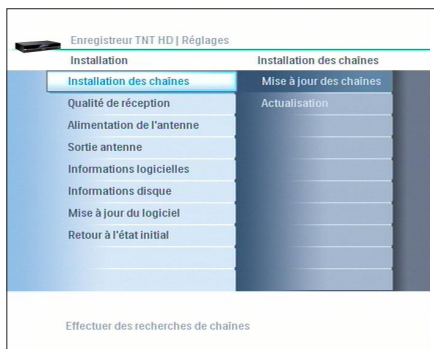 Enregistreur TNT HD | Réglages
Installation
Installation des chaînes
Installation des chaînes
Mise à jour des chaînes
Qualité de réception
Actualisation
Alimentation de l'antenne
Sortie antenne
Informations logicielles
Informations disque
Mise à jour du logiciel
Retour à l'état initial
Effectuer des recherches de chaînes